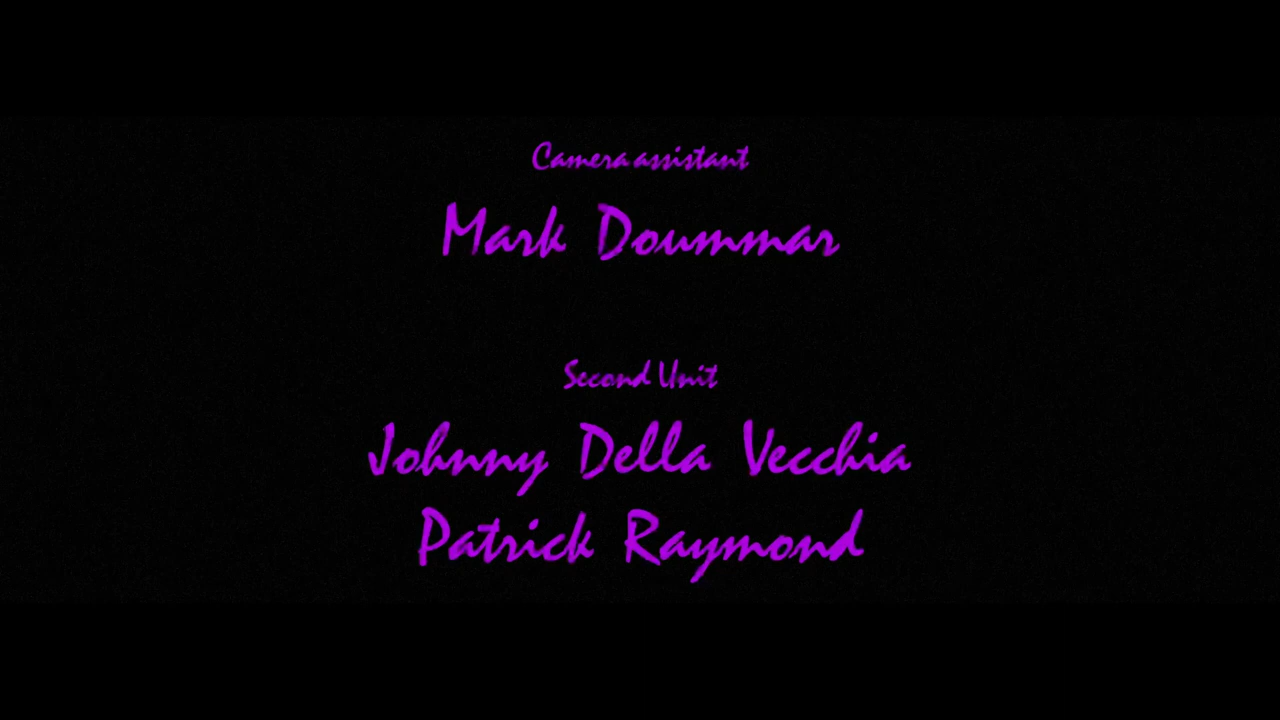 Camera assistant
Mark Doummar
Second Unit
Johnny Della Vecchia
Patrick Raymond